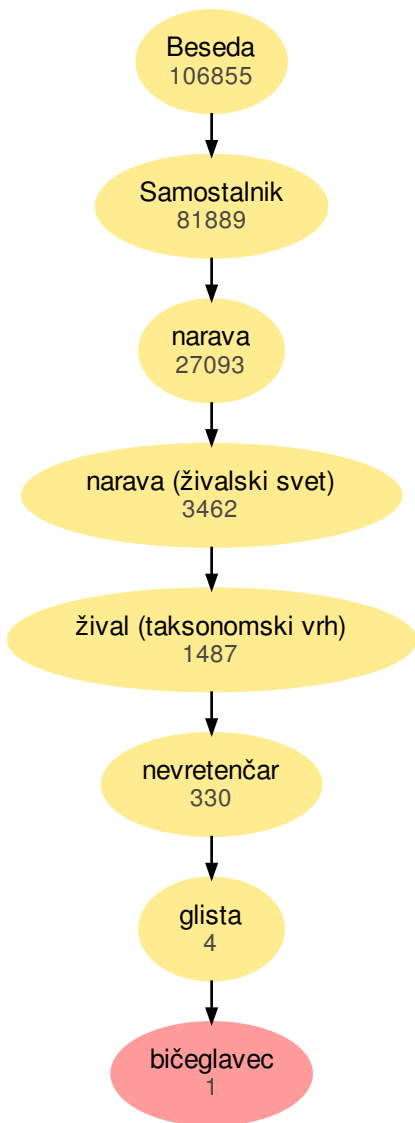 Beseda
106855
Samostalnik
81889
narava
27093
narava (živalski svet)
3462
žival (taksonomski vrh)
1487
nevretenčar
330
glista
4
bičeglavec
1